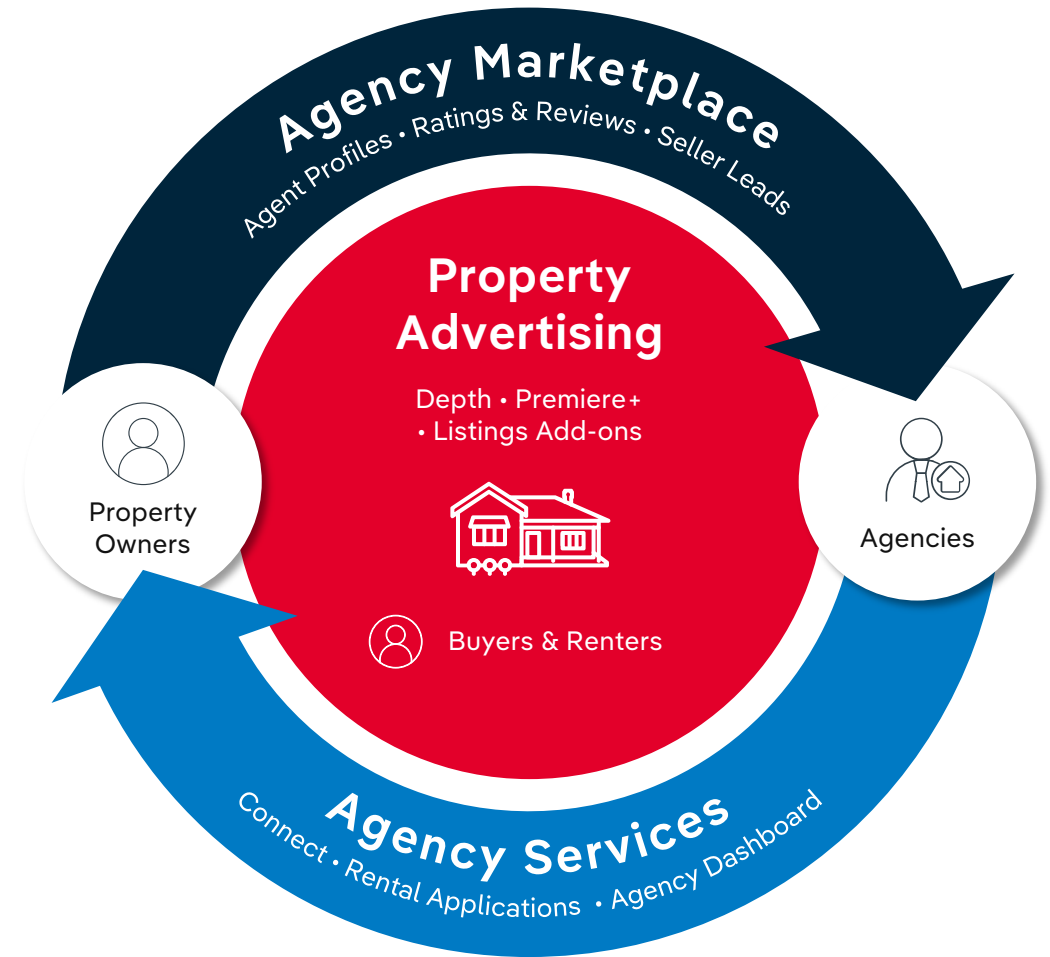 Agency Marketplace
Agent Profiles • Ratings & Reviews • Seller Leads
Property
Advertising
Depth • Premiere+
• Listings Add-ons
Property
Owners
Agencies
Buyers & Renters
Agency Services
Connect • Rental Applications • Agency Dashboard